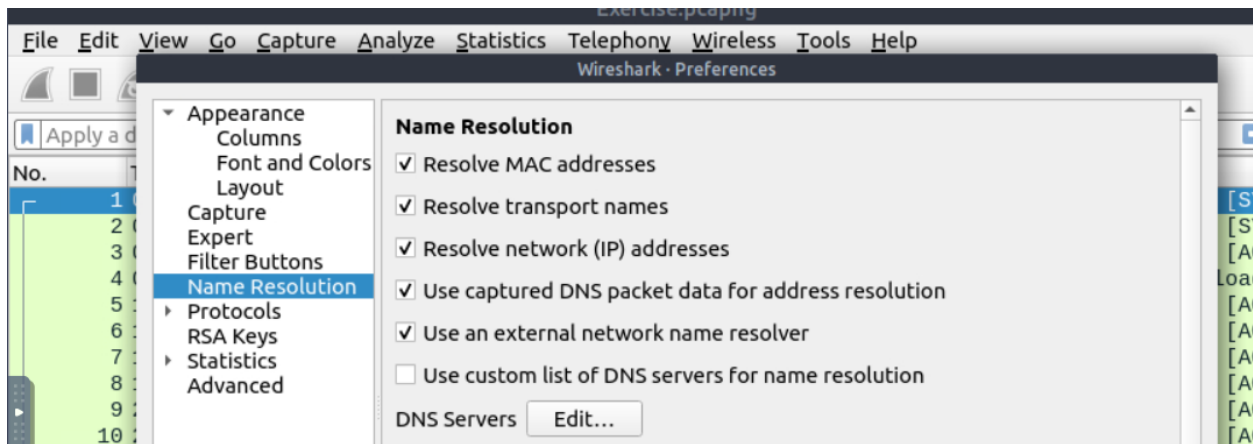 Exercise.pcapng
File Edit View Go Capture Analyze Statistics Telephony Wireless Tools Help
Wireshark · Preferences
Apply a d
No.
1
2
3
4
5
6
7
8
9
10
Appearance
Columns
Font and Colors
Layout
Capture
Expert
Filter Buttons
Name Resolution
Protocols
RSA Keys
Statistics
Advanced
Name Resolution
Resolve MAC addresses
Resolve transport names
Resolve network (IP) addresses
Use captured DNS packet data for address resolution
Use an external network name resolver
Use custom list of DNS servers for name resolution
DNS Servers Edit...